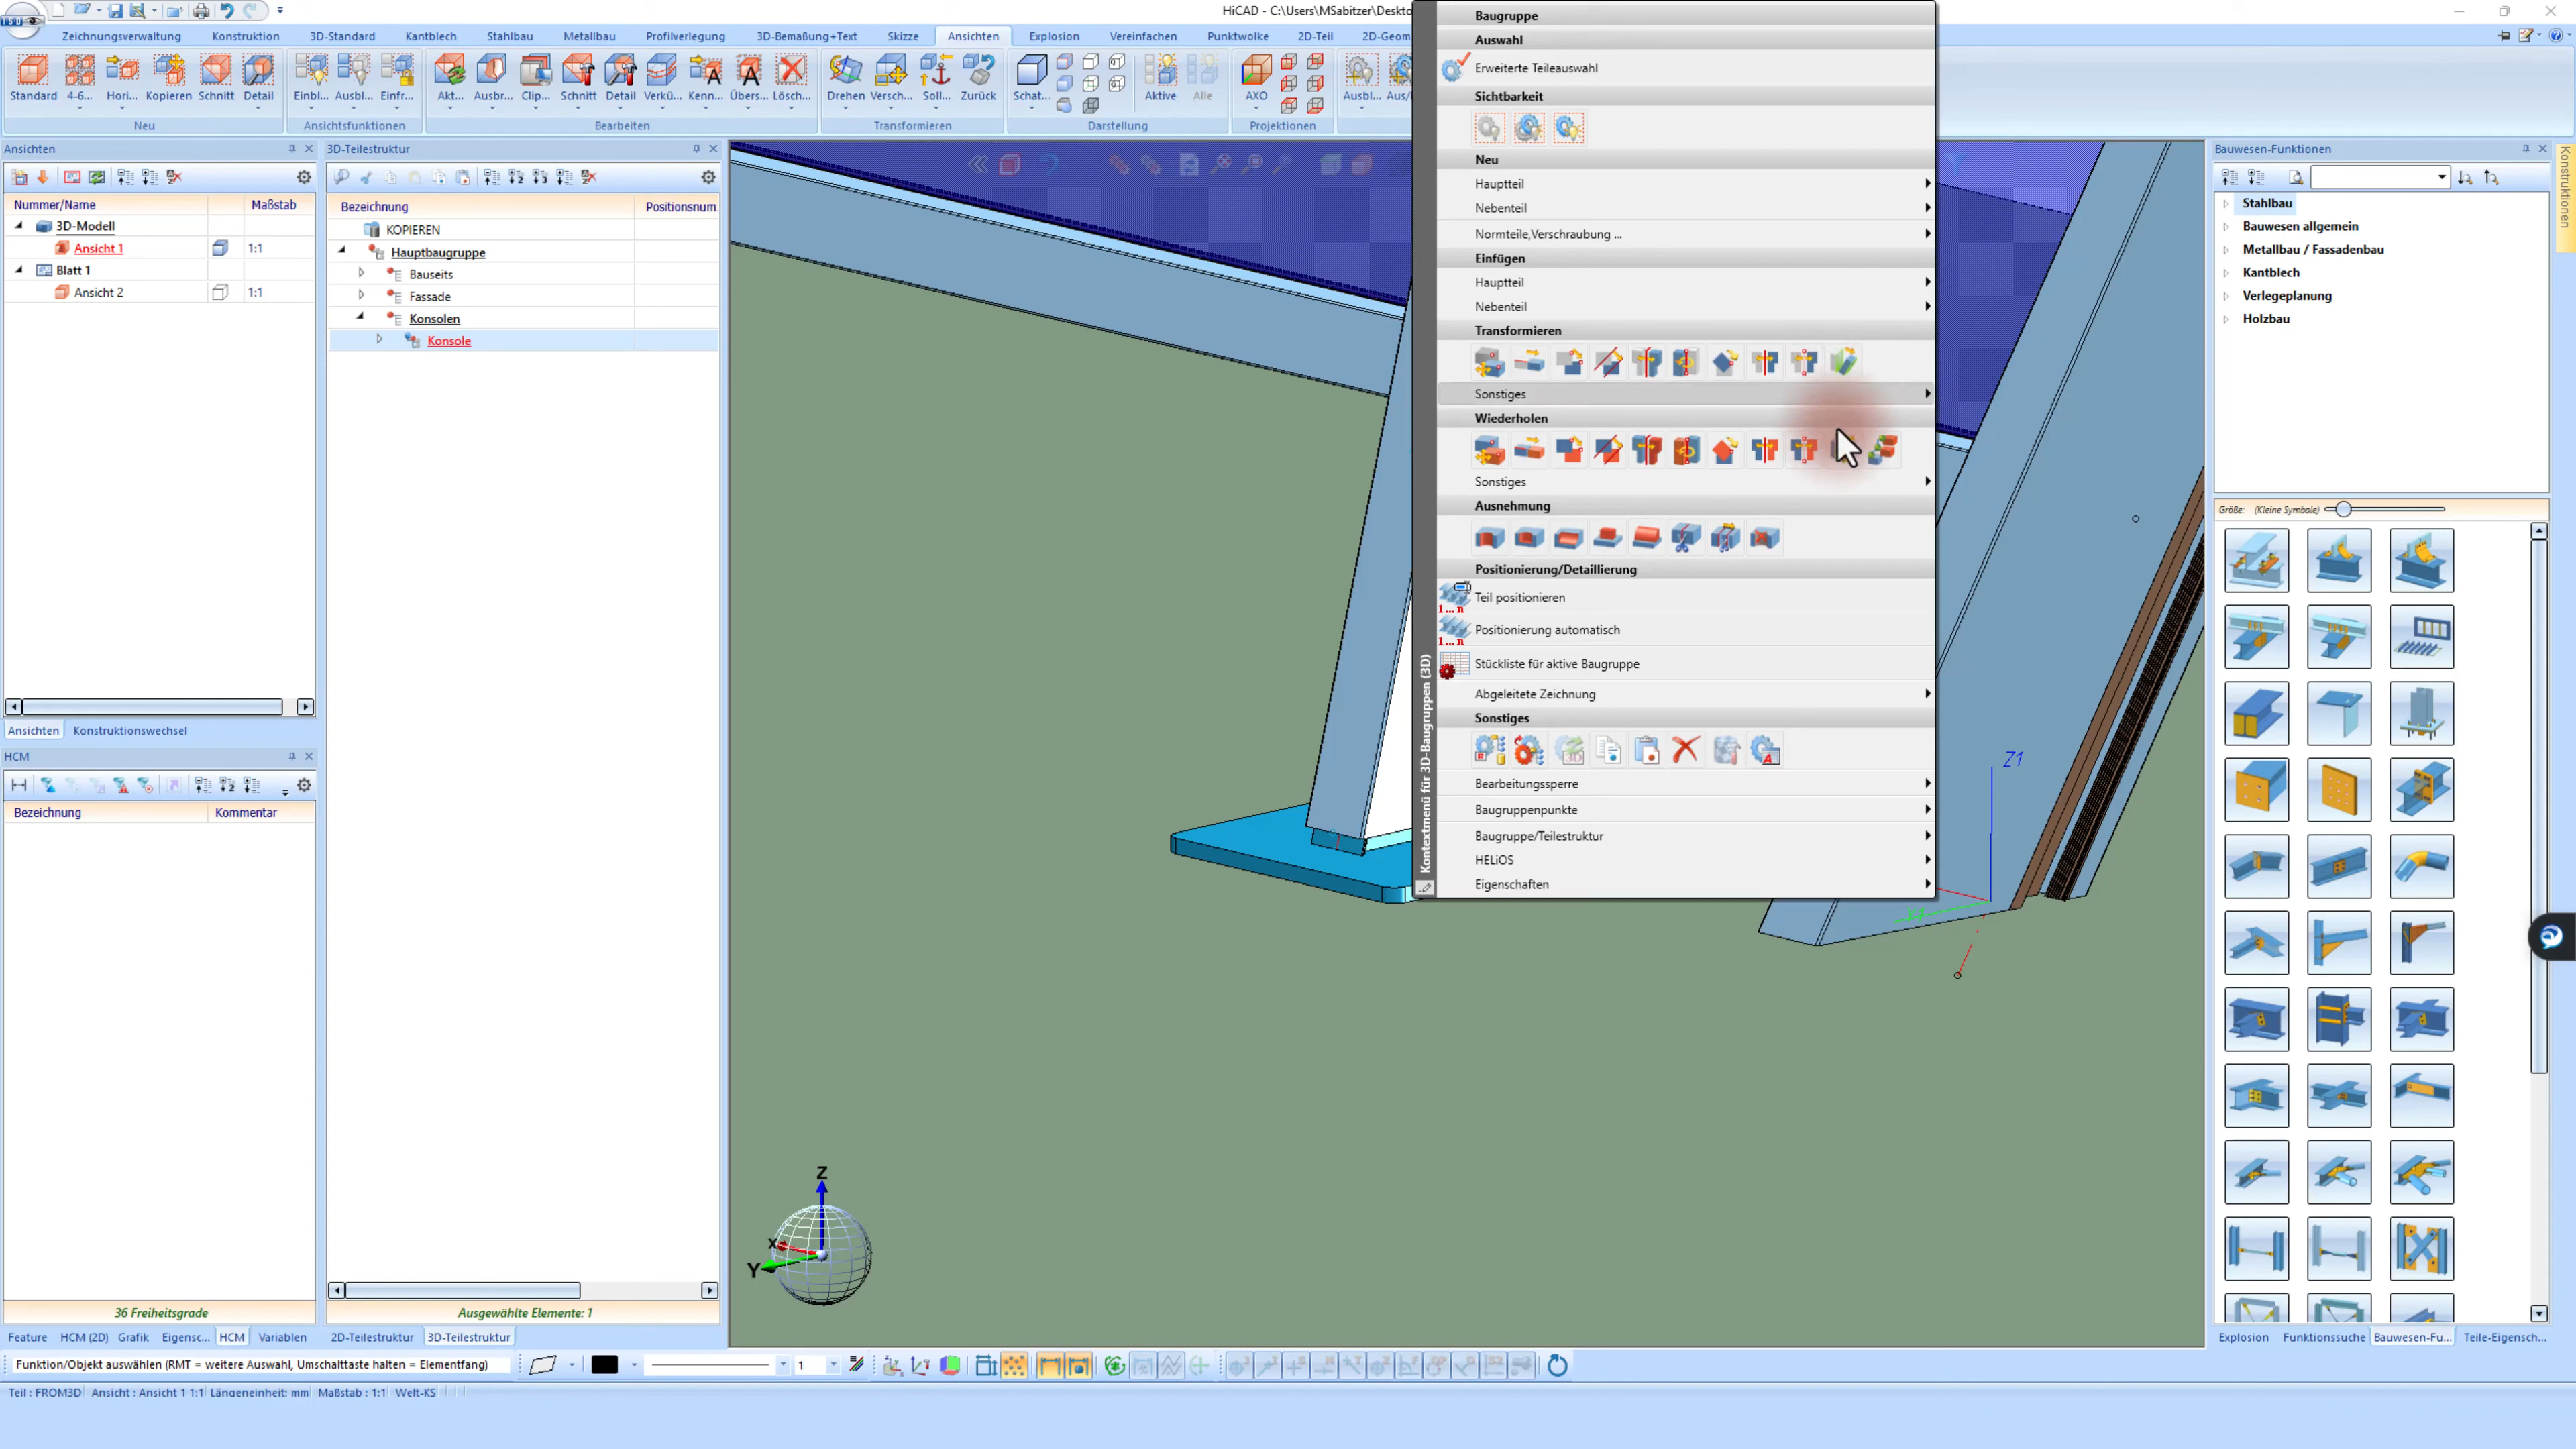 HiCAD - C:\Users\MSabitzer\Deskto
Zeichnungsverwaltung Konstruktion 3D-Standard Kantblech Stahlbau Metallbau Profilverlegung 3D-Bemaßung+Text Skizze Ansichten Explosion Vereinfachen Punktwolke 2D-Teil 2D-Geom
Standard 4-6... Hori... Kopieren Schnitt Detail Einbl... Ausbl... Einfr... Akt... Ausbr... Clip... Schnitt Detail Verkü... Kenn... Übers... Lösch... Drehen Versch... Soll... Zurück Schat... Aktive Alle AXO Ausbl... Aus/
Neu Ansichtsfunktionen Bearbeiten Transformieren Darstellung Projektionen
Ansichten
Nummer/Name Maßstab
3D-Modell
Ansicht 1 1:1
Blatt 1
Ansicht 2 1:1
Ansichten Konstruktionswechsel
HCM
Bezeichnung Kommentar
36 Freiheitsgrade
Feature HCM (2D) Grafik Eigensc... HCM Variablen
3D-Teilestruktur
Bezeichnung Positionsnum.
KOPIEREN
Hauptbaugruppe
Bauseits
Fassade
Konsolen
Konsole
Ausgewählte Elemente: 1
2D-Teilestruktur 3D-Teilestruktur
Z
X
Y
Z1
Kontextmenü für 3D-Baugruppen (3D)
Baugruppe
Auswahl
Erweiterte Teileauswahl
Sichtbarkeit
Neu
Hauptteil
Nebenteil
Normteile,Verschraubung ...
Einfügen
Hauptteil
Nebenteil
Transformieren
Sonstiges
Wiederholen
Sonstiges
Ausnehmung
Positionierung/Detaillierung
Teil positionieren
1...n
Positionierung automatisch
1...n
Stückliste für aktive Baugruppe
Abgeleitete Zeichnung
Sonstiges
Bearbeitungssperre
Baugruppenpunkte
Baugruppe/Teilestruktur
HELiOS
Eigenschaften
Bauwesen-Funktionen
Konstruktionen
Stahlbau
Bauwesen allgemein
Metallbau / Fassadenbau
Kantblech
Verlegeplanung
Holzbau
Größe: (Kleine Symbole)
Explosion Funktionssuche Bauwesen-Fu... Teile-Eigensch...
Funktion/Objekt auswählen (RMT = weitere Auswahl, Umschalttaste halten = Elementfang) 1
Teil : FROM3D Ansicht : Ansicht 1 1:1 Längeneinheit: mm Maßstab : 1:1 Welt-KS